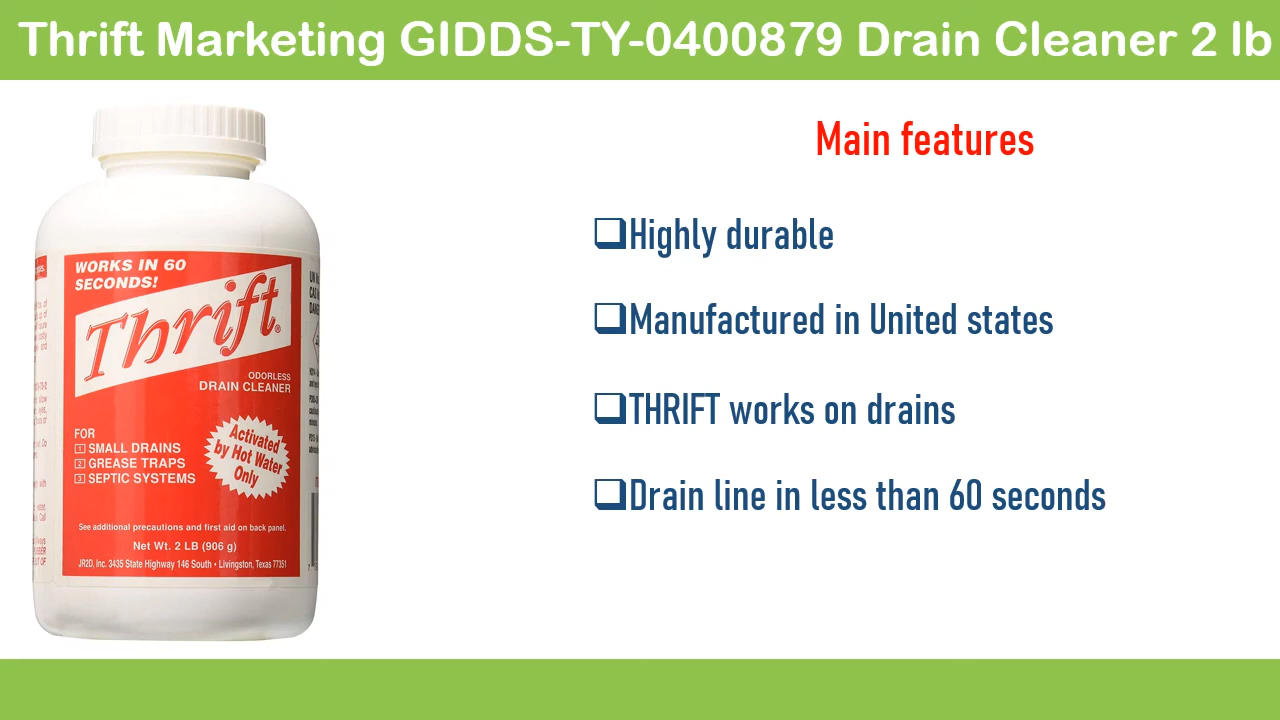 Thrift Marketing GIDDS-TY-0400879 Drain Cleaner 2 lb
Main features
Highly durable
Manufactured in United states
THRIFT works on drains
Drain line in less than 60 seconds
WORKS IN 60
SECONDS!
Thrift®
ODORLESS
DRAIN CLEANER
FOR
1 SMALL DRAINS
2 GREASE TRAPS
3 SEPTIC SYSTEMS
Activated
by Hot Water
Only
See additional precautions and first aid on back panel.
Net Wt. 2 LB (906 g)
JR2D, Inc. 3435 State Highway 146 South • Livingston, Texas 77351